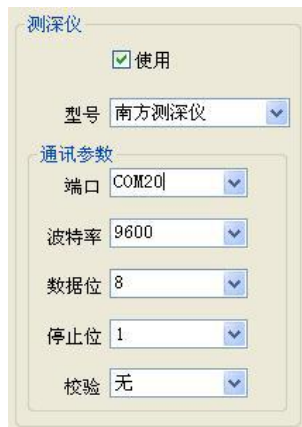 测深仪
使用
型号 南方测深仪
通讯参数
端口 COM20
波特率 9600
数据位 8
停止位 1
校验 无